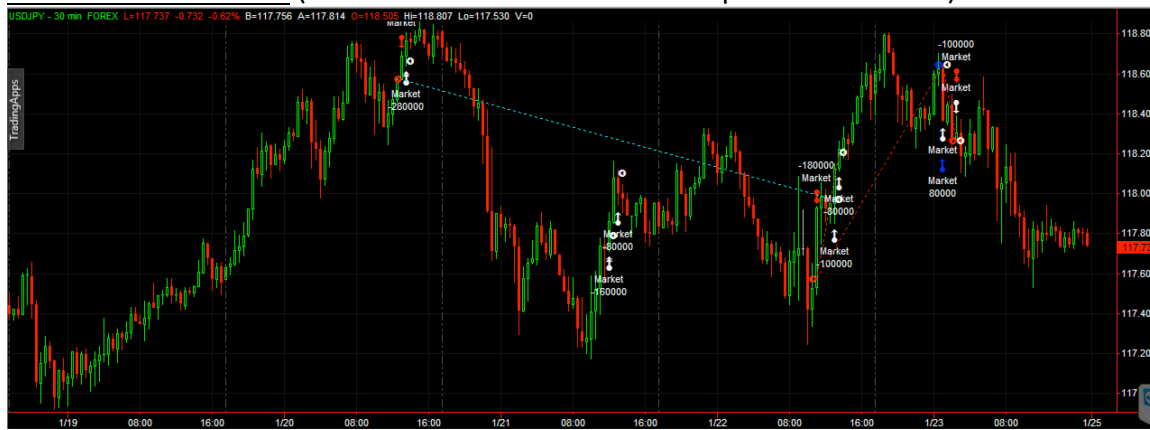 USDJPY - 30 min FOREX L=117.737 -0.732 -0.62% B=117.756 A=117.814 O=118.505 Hi=118.807 Lo=117.530 V=0
TradingApps
Market
Market
-280000
Market
-80000
Market
-160000
-180000
Market
Market
-80000
Market
-100000
-100000
Market
Market
Market
Market
80000
118.80
118.60
118.40
118.20
118.00
117.80
117.73
117.60
117.40
117.20
1/19 08:00 16:00 1/20 08:00 16:00 1/21 08:00 16:00 1/22 08:00 16:00 1/23 08:00 1/25